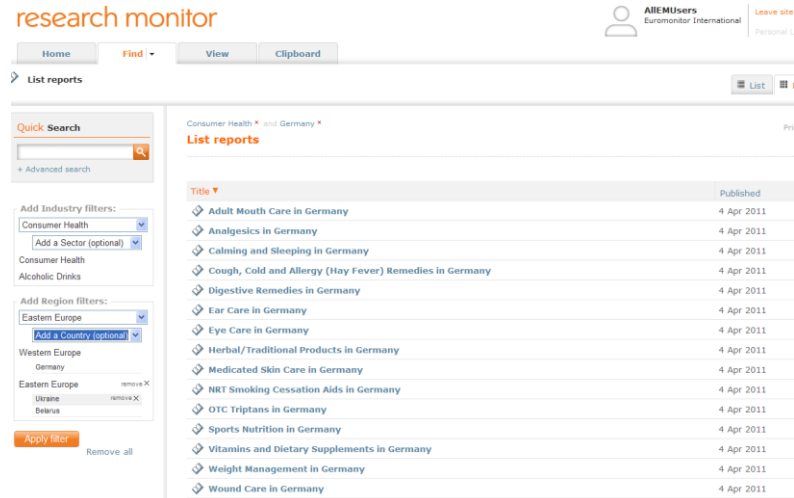 research monitor
AllEMUsers
Euromonitor International
Leave site
Personal
Home
Find
View
Clipboard
List reports
List
Quick Search
+ Advanced search
Add Industry filters:
Consumer Health
Add a Sector (optional)
Consumer Health
Alcoholic Drinks
Add Region filters:
Eastern Europe
Add a Country (optional)
Western Europe
Germany
Eastern Europe remove X
Ukraine remove X
Belarus
Apply filter
Remove all
Consumer Health × and Germany ×
List reports
Title Published
Adult Mouth Care in Germany 4 Apr 2011
Analgesics in Germany 4 Apr 2011
Calming and Sleeping in Germany 4 Apr 2011
Cough, Cold and Allergy (Hay Fever) Remedies in Germany 4 Apr 2011
Digestive Remedies in Germany 4 Apr 2011
Ear Care in Germany 4 Apr 2011
Eye Care in Germany 4 Apr 2011
Herbal/Traditional Products in Germany 4 Apr 2011
Medicated Skin Care in Germany 4 Apr 2011
NRT Smoking Cessation Aids in Germany 4 Apr 2011
OTC Triptans in Germany 4 Apr 2011
Sports Nutrition in Germany 4 Apr 2011
Vitamins and Dietary Supplements in Germany 4 Apr 2011
Weight Management in Germany 4 Apr 2011
Wound Care in Germany 4 Apr 2011